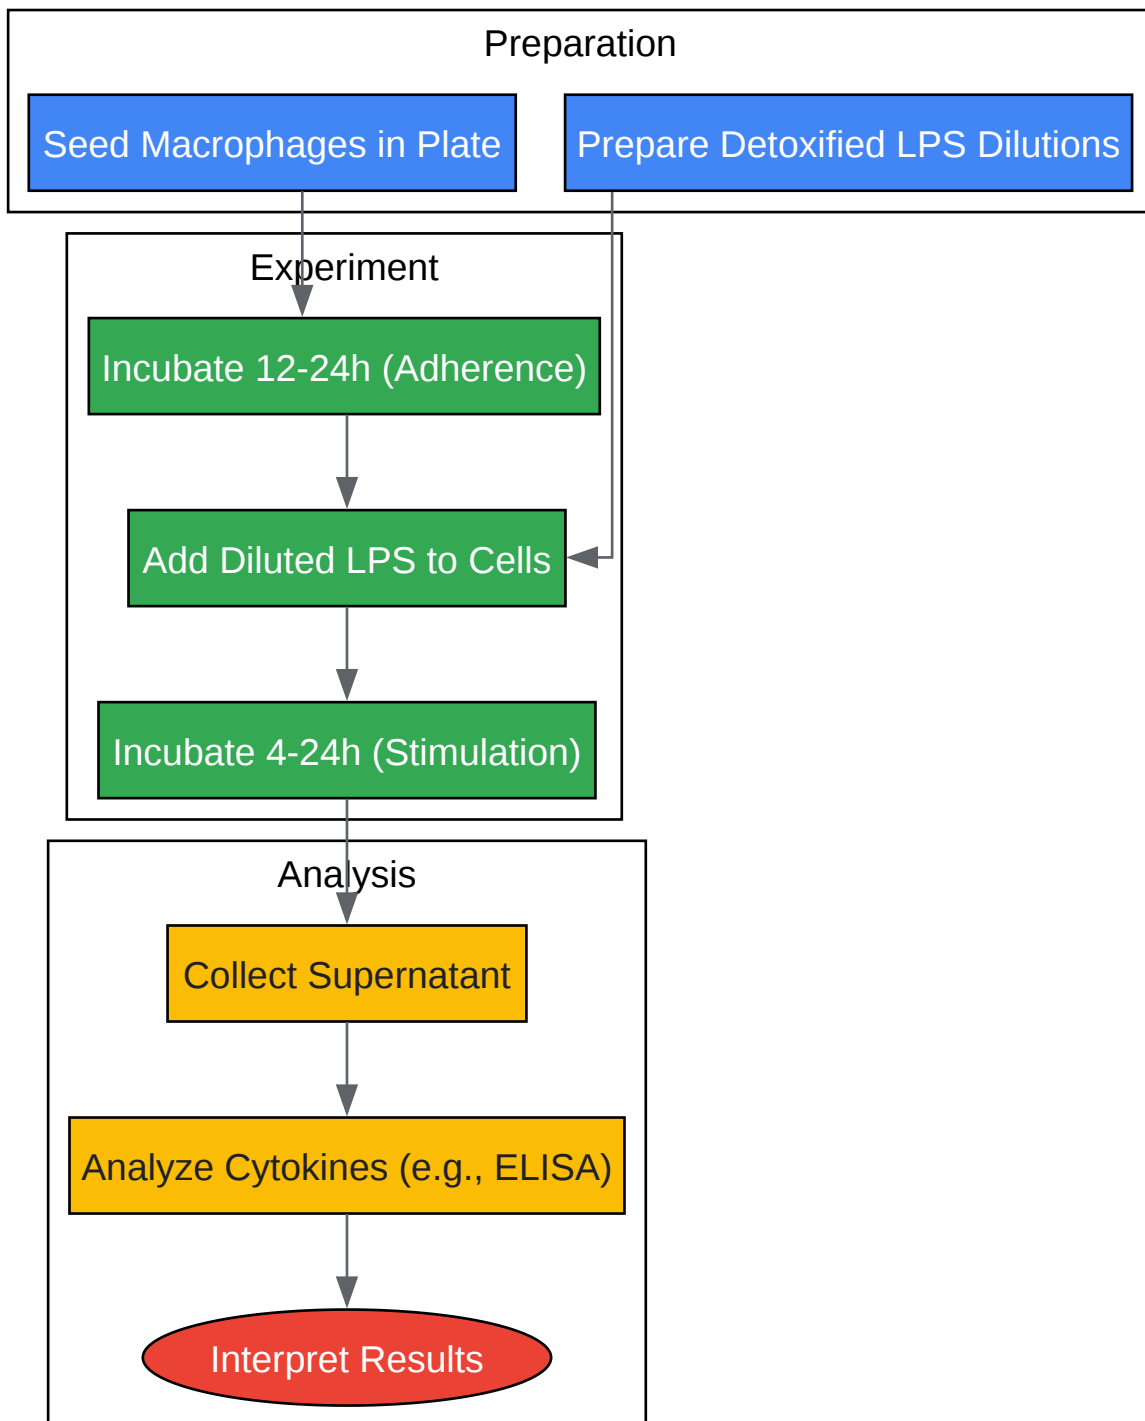 Preparation
Seed Macrophages in Plate
Prepare Detoxified LPS Dilutions
Experiment
Incubate 12-24h (Adherence)
Add Diluted LPS to Cells
Incubate 4-24h (Stimulation)
Analysis
Collect Supernatant
Analyze Cytokines (e.g., ELISA)
Interpret Results